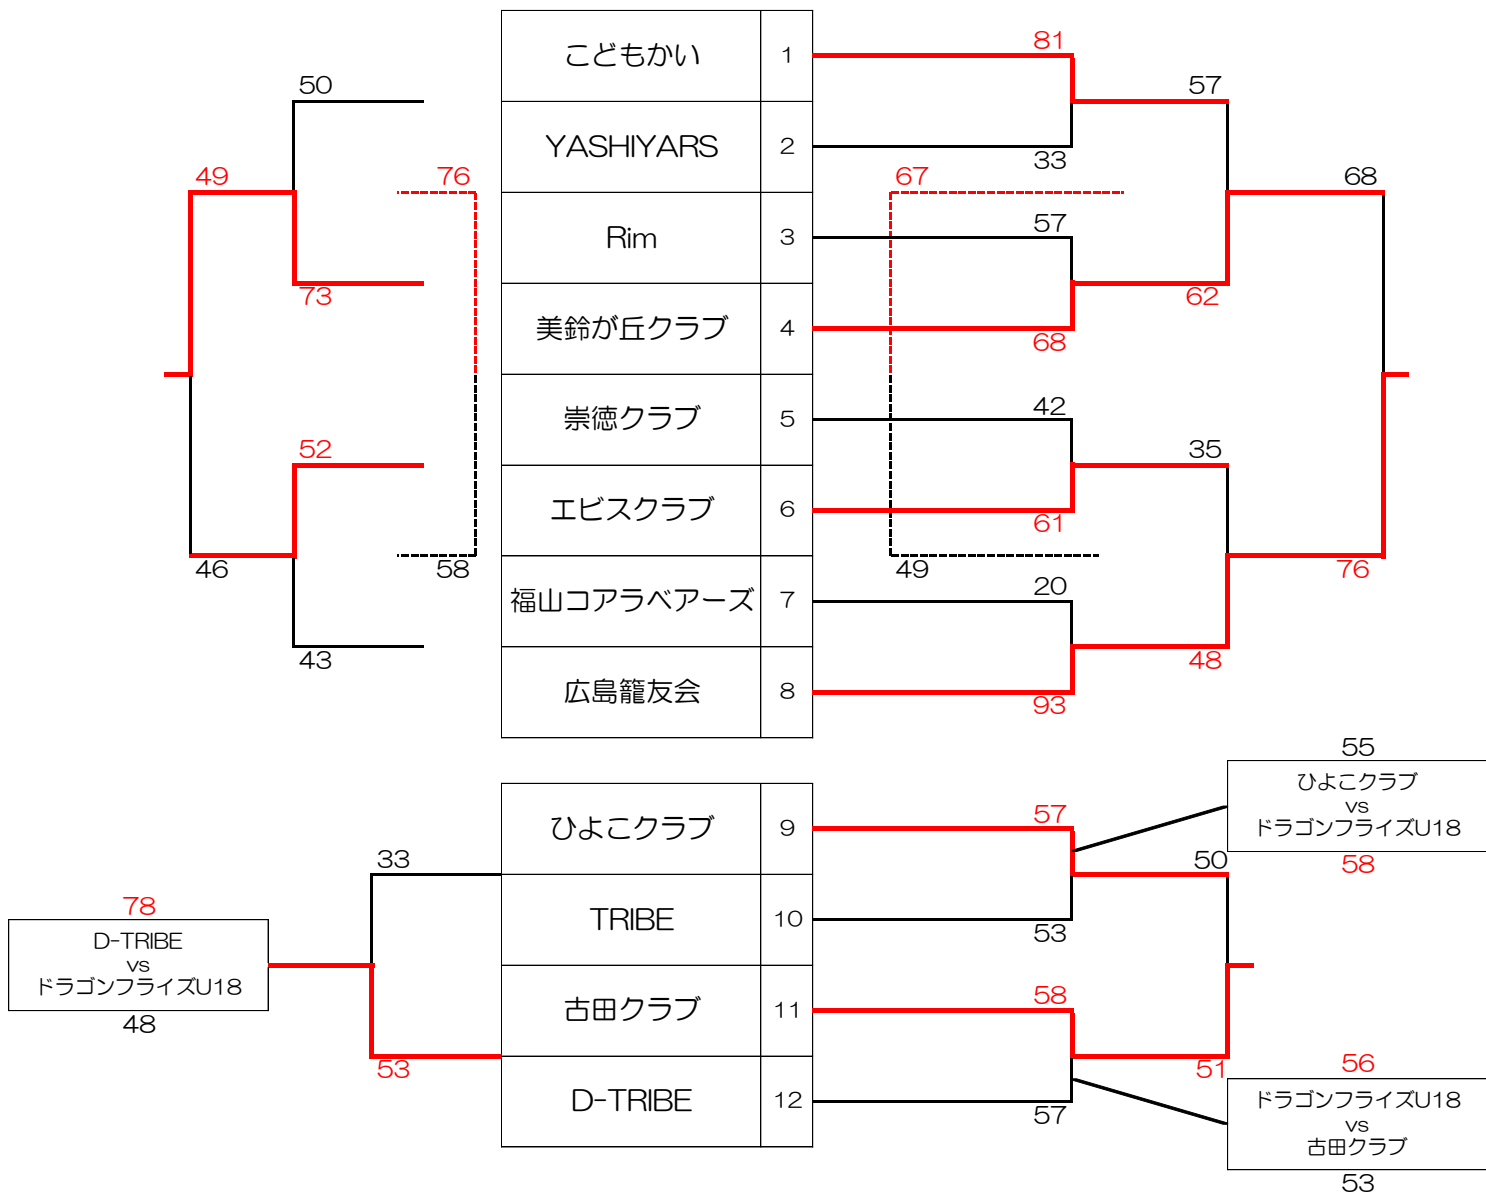 こどもかい 1 81
50 57
YASHIYARS 2 33
49 76 67 68
Rim 3 57
73 62
美鈴が丘クラブ 4 68
崇徳クラブ 5 42
52 35
エビスクラブ 6 61
46 58 49 76
福山コアラベアーズ 7 20
43 48
広島籠友会 8 93
55
ひよこクラブ
vs
ドラゴンフライズU18
58
ひよこクラブ 9 57
33 50
TRIBE 10 53
78
D-TRIBE
vs
ドラゴンフライズU18
48
古田クラブ 11 58
53 51
D-TRIBE 12 57
56
ドラゴンフライズU18
vs
古田クラブ
53